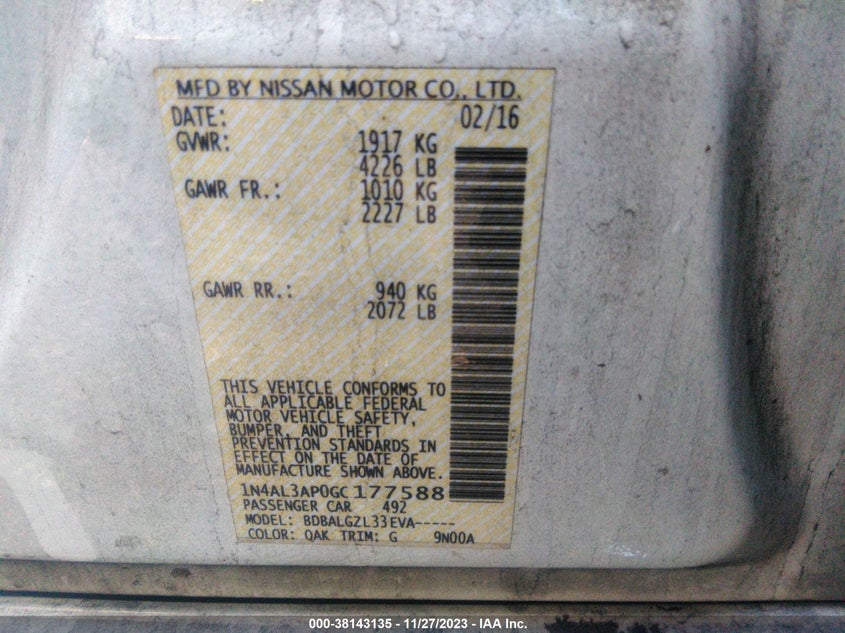 MFD BY NISSAN MOTOR CO., LTD.
DATE: 02/16
GVWR: 1917 KG
4226 LB
GAWR FR.: 1010 KG
2227 LB
GAWR RR.: 940 KG
2072 LB
THIS VEHICLE CONFORMS TO
ALL APPLICABLE FEDERAL
MOTOR VEHICLE SAFETY,
BUMPER, AND THEFT
PREVENTION STANDARDS IN
EFFECT ON THE DATE OF
MANUFACTURE SHOWN ABOVE.
1N4AL3AP0GC177588
PASSENGER CAR 492
MODEL: BDBALGZL33EVA-----
COLOR: QAK TRIM: G 9N00A
000-38143135 - 11/27/2023 - IAA Inc.